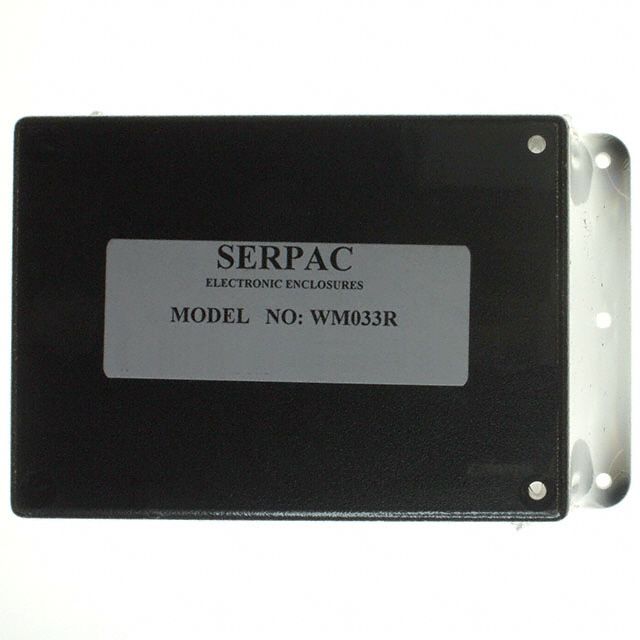 SERPAC
ELECTRONIC ENCLOSURES
MODEL NO: WM033R